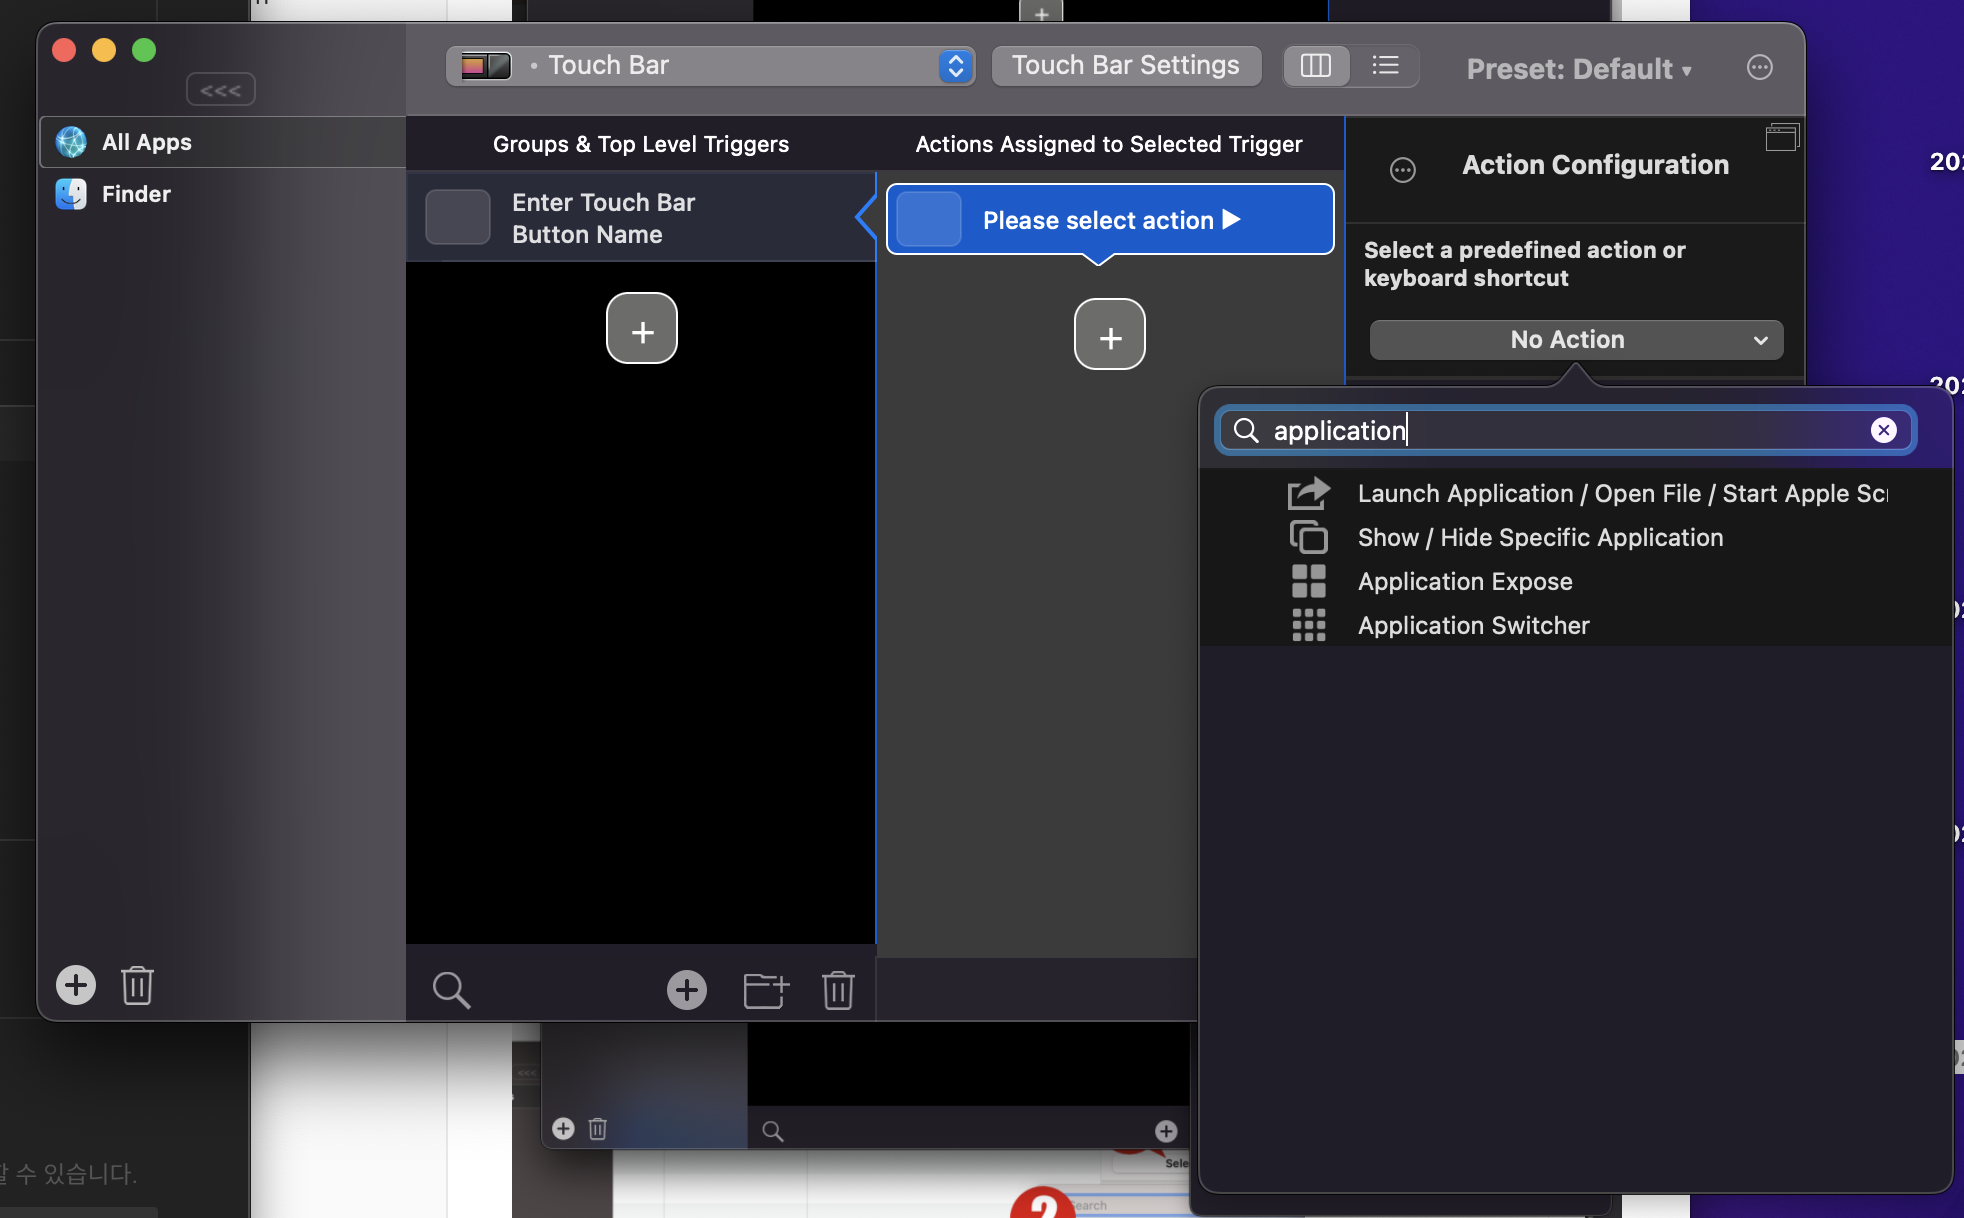 <<<
Touch Bar
Touch Bar Settings
Preset: Default ▾
All Apps
Finder
Groups & Top Level Triggers
Actions Assigned to Selected Trigger
Enter Touch Bar
Button Name
Please select action ▶
Action Configuration
Select a predefined action or
keyboard shortcut
No Action
application
Launch Application / Open File / Start Apple Sc
Show / Hide Specific Application
Application Expose
Application Switcher
수 있습니다.
<<<
Sele
earch
2